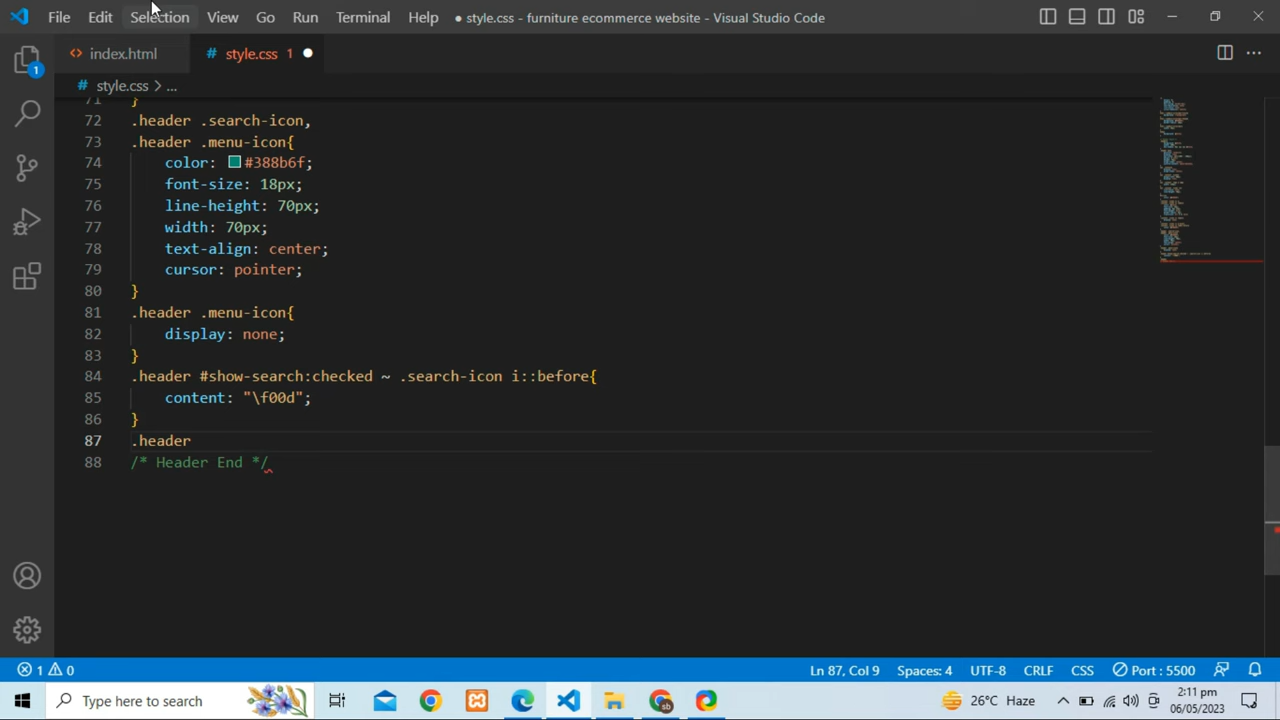 File Edit Selection View Go Run Terminal Help ● style.css - furniture ecommerce website - Visual Studio Code
<> index.html # style.css 1 ●
# style.css > ...
71 }
72 .header .search-icon,
73 .header .menu-icon{
74 color: #388b6f;
75 font-size: 18px;
76 line-height: 70px;
77 width: 70px;
78 text-align: center;
79 cursor: pointer;
80 }
81 .header .menu-icon{
82 display: none;
83 }
84 .header #show-search:checked ~ .search-icon i::before{
85 content: "\f00d";
86 }
87 .header
88 /* Header End */
1
1 0 Ln 87, Col 9 Spaces: 4 UTF-8 CRLF CSS Port : 5500
Type here to search 26°C Haze 2:11 pm
06/05/2023